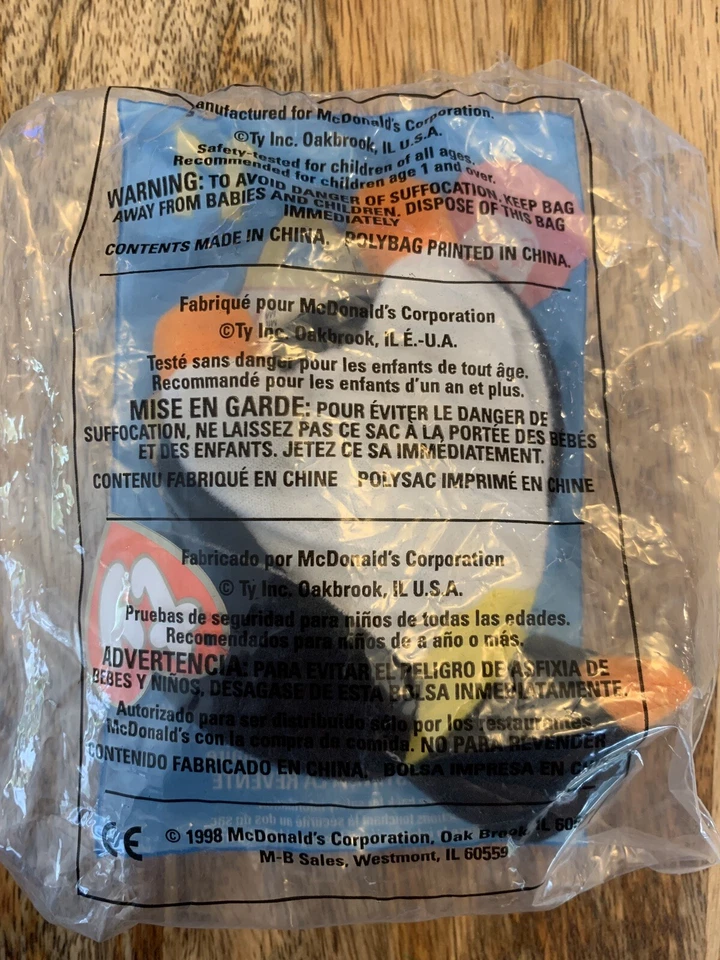 anufactured for McDonald's Corporation.
©Ty Inc. Oakbrook, IL U.S.A.
Safety-tested for children of all ages.
Recommended for children age 1 and over.
WARNING: TO AVOID DANGER OF SUFFOCATION, KEEP BAG
AWAY FROM BABIES AND CHILDREN. DISPOSE OF THIS BAG
IMMEDIATELY
CONTENTS MADE IN CHINA. POLYBAG PRINTED IN CHINA.
Fabriqué pour McDonald's Corporation
©Ty Inc. Oakbrook, IL É.-U.A.
Testé sans danger pour les enfants de tout âge.
Recommandé pour les enfants d'un an et plus.
MISE EN GARDE: POUR ÉVITER LE DANGER DE
SUFFOCATION, NE LAISSEZ PAS CE SAC À LA PORTÉE DES BÉBÉS
ET DES ENFANTS. JETEZ CE SA IMMÉDIATEMENT.
CONTENU FABRIQUÉ EN CHINE POLYSAC IMPRIMÉ EN CHINE
Fabricado por McDonald's Corporation
© Ty Inc. Oakbrook, IL U.S.A.
Pruebas de seguridad para niños de todas las edades.
Recomendados para niños de a año o más.
ADVERTENCIA: PARA EVITAR EL PELIGRO DE ASFIXIA DE
BEBES Y NIÑOS, DESAGASE DE ESTA BOLSA INMEDIATAMENTE.
Autorizado para ser distribuido sólo por los restaurantes
McDonald's con la compra de comida. NO PARA REVENDER
CONTENIDO FABRICADO EN CHINA. BOLSA IMPRESA EN C
LA REVENTE
CE © 1998 McDonald's Corporation, Oak Brook, IL 605
M-B Sales, Westmont, IL 60559